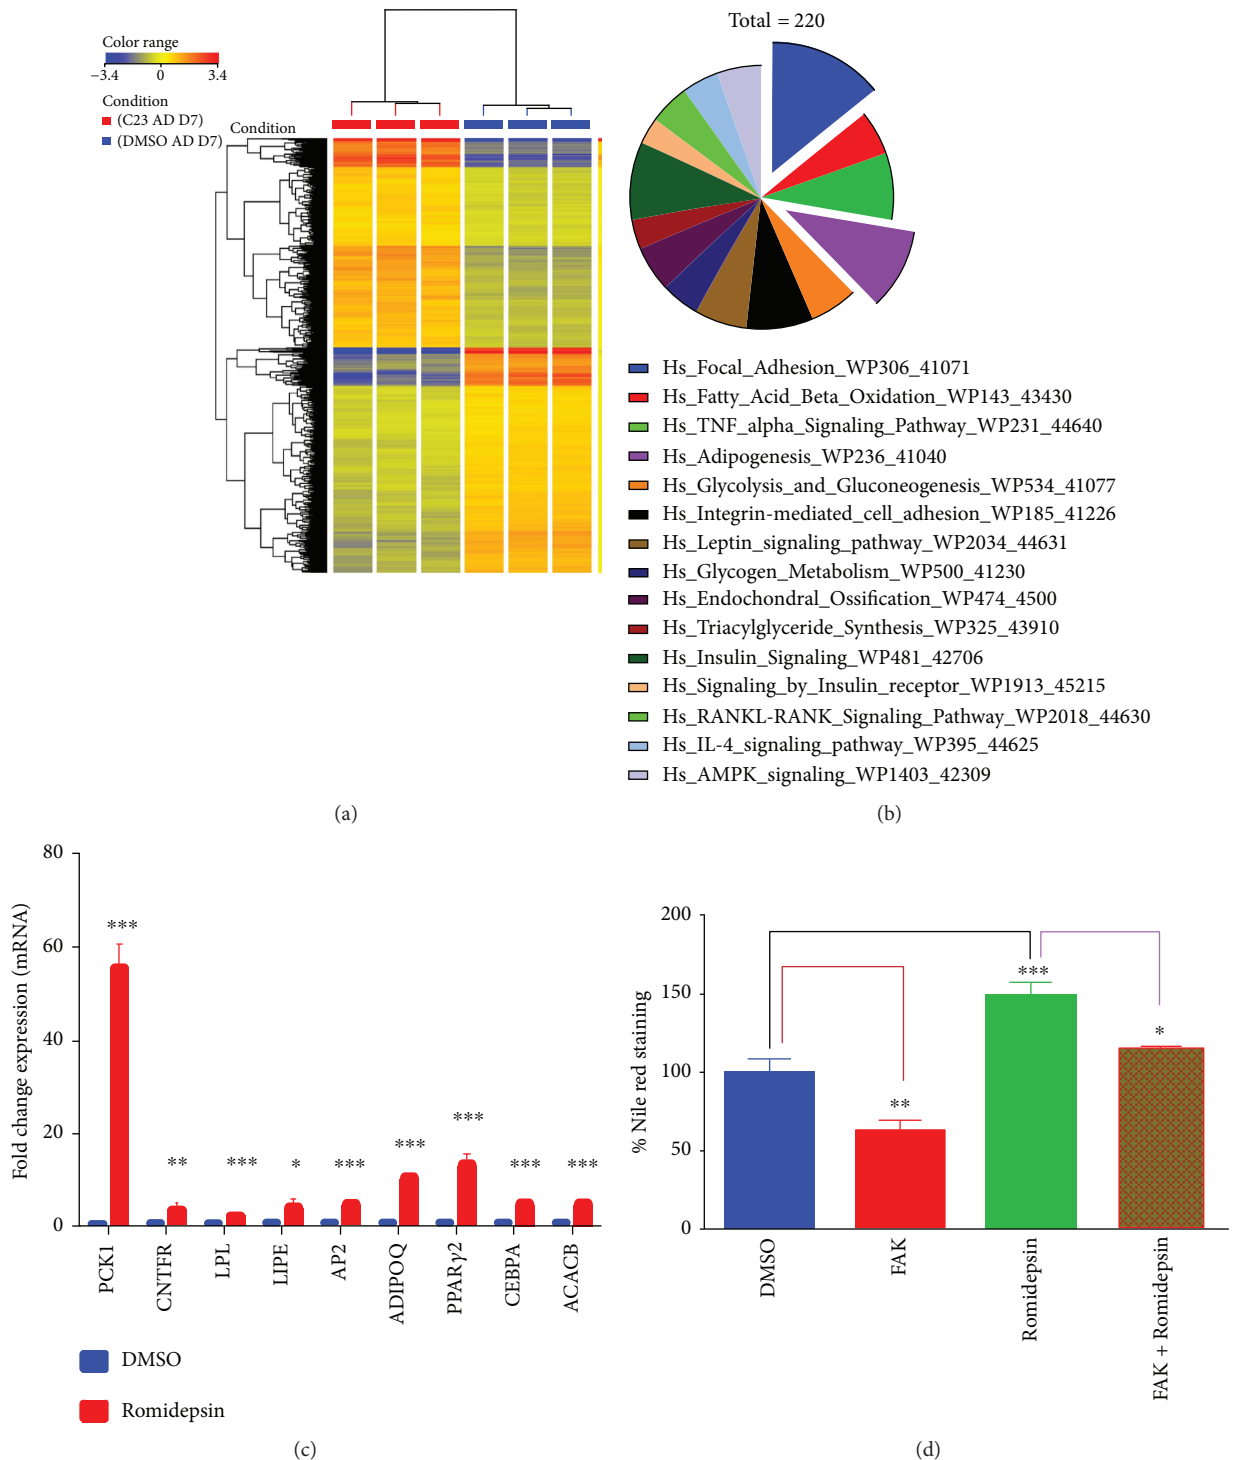 Color range
−3.4 0 3.4
Condition
(C23 AD D7)
(DMSO AD D7)
Condition
(a)
Total = 220
Hs_Focal_Adhesion_WP306_41071
Hs_Fatty_Acid_Beta_Oxidation_WP143_43430
Hs_TNF_alpha_Signaling_Pathway_WP231_44640
Hs_Adipogenesis_WP236_41040
Hs_Glycolysis_and_Gluconeogenesis_WP534_41077
Hs_Integrin-mediated_cell_adhesion_WP185_41226
Hs_Leptin_signaling_pathway_WP2034_44631
Hs_Glycogen_Metabolism_WP500_41230
Hs_Endochondral_Ossification_WP474_4500
Hs_Triacylglyceride_Synthesis_WP325_43910
Hs_Insulin_Signaling_WP481_42706
Hs_Signaling_by_Insulin_receptor_WP1913_45215
Hs_RANKL-RANK_Signaling_Pathway_WP2018_44630
Hs_IL-4_signaling_pathway_WP395_44625
Hs_AMPK_signaling_WP1403_42309
(b)
Fold change expression (mRNA)
80
60
40
20
0
***
**
***
*
***
***
***
***
***
PCK1
CNTFR
LPL
LIPE
AP2
ADIPOQ
PPARγ2
CEBPA
ACACB
DMSO
Romidepsin
(c)
% Nile red staining
200
150
100
50
0
**
***
*
DMSO
FAK
Romidepsin
FAK + Romidepsin
(d)